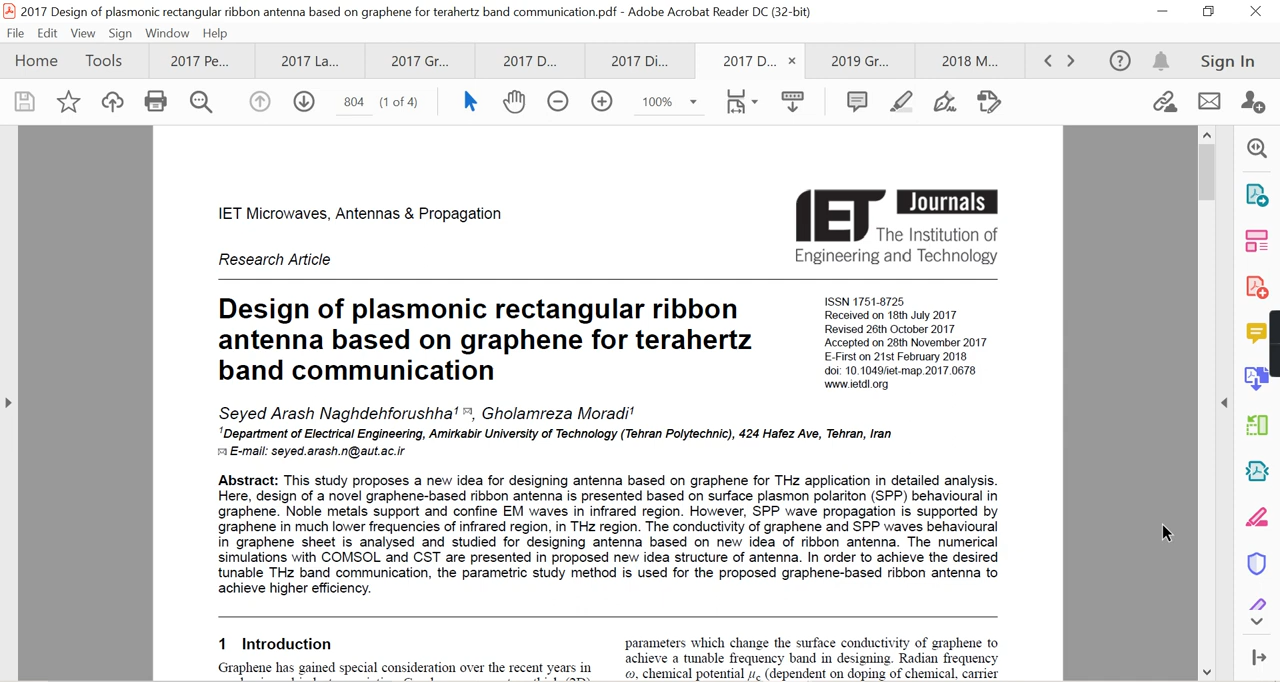 2017 Design of plasmonic rectangular ribbon antenna based on graphene for terahertz band communication.pdf - Adobe Acrobat Reader DC (32-bit)
File Edit View Sign Window Help
Home Tools 2017 Pe... 2017 La... 2017 Gr... 2017 D... 2017 Di... 2017 D... × 2019 Gr... 2018 M... Sign In
804 (1 of 4) 100%
IET Microwaves, Antennas & Propagation
IET Journals
The Institution of
Engineering and Technology
Research Article
Design of plasmonic rectangular ribbon
antenna based on graphene for terahertz
band communication
ISSN 1751-8725
Received on 18th July 2017
Revised 26th October 2017
Accepted on 28th November 2017
E-First on 21st February 2018
doi: 10.1049/iet-map.2017.0678
www.ietdl.org
Seyed Arash Naghdehforushha¹ ✉, Gholamreza Moradi¹
¹Department of Electrical Engineering, Amirkabir University of Technology (Tehran Polytechnic), 424 Hafez Ave, Tehran, Iran
✉ E-mail: seyed.arash.n@aut.ac.ir
Abstract: This study proposes a new idea for designing antenna based on graphene for THz application in detailed analysis.
Here, design of a novel graphene-based ribbon antenna is presented based on surface plasmon polariton (SPP) behavioural in
graphene. Noble metals support and confine EM waves in infrared region. However, SPP wave propagation is supported by
graphene in much lower frequencies of infrared region, in THz region. The conductivity of graphene and SPP waves behavioural
in graphene sheet is analysed and studied for designing antenna based on new idea of ribbon antenna. The numerical
simulations with COMSOL and CST are presented in proposed new idea structure of antenna. In order to achieve the desired
tunable THz band communication, the parametric study method is used for the proposed graphene-based ribbon antenna to
achieve higher efficiency.
1 Introduction
Graphene has gained special consideration over the recent years in
parameters which change the surface conductivity of graphene to
achieve a tunable frequency band in designing. Radian frequency
ω, chemical potential μc (dependent on doping of chemical, carrier